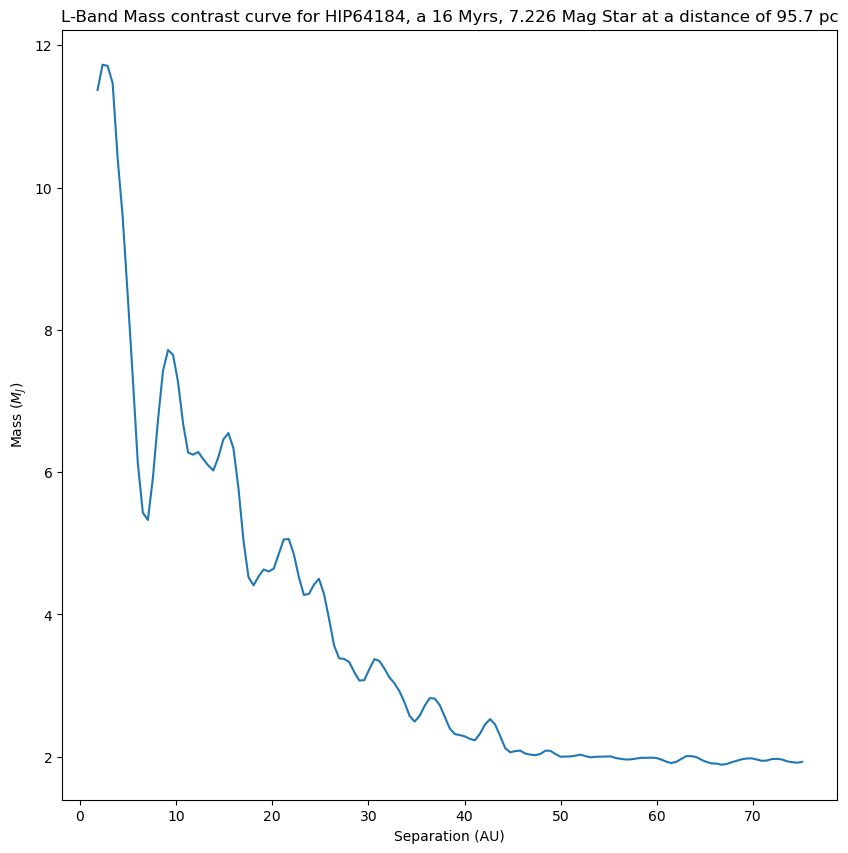 L-Band Mass contrast curve for HIP64184, a 16 Myrs, 7.226 Mag Star at a distance of 95.7 pc
12
10
8
6
4
2
Mass (M_J)
0 10 20 30 40 50 60 70
Separation (AU)